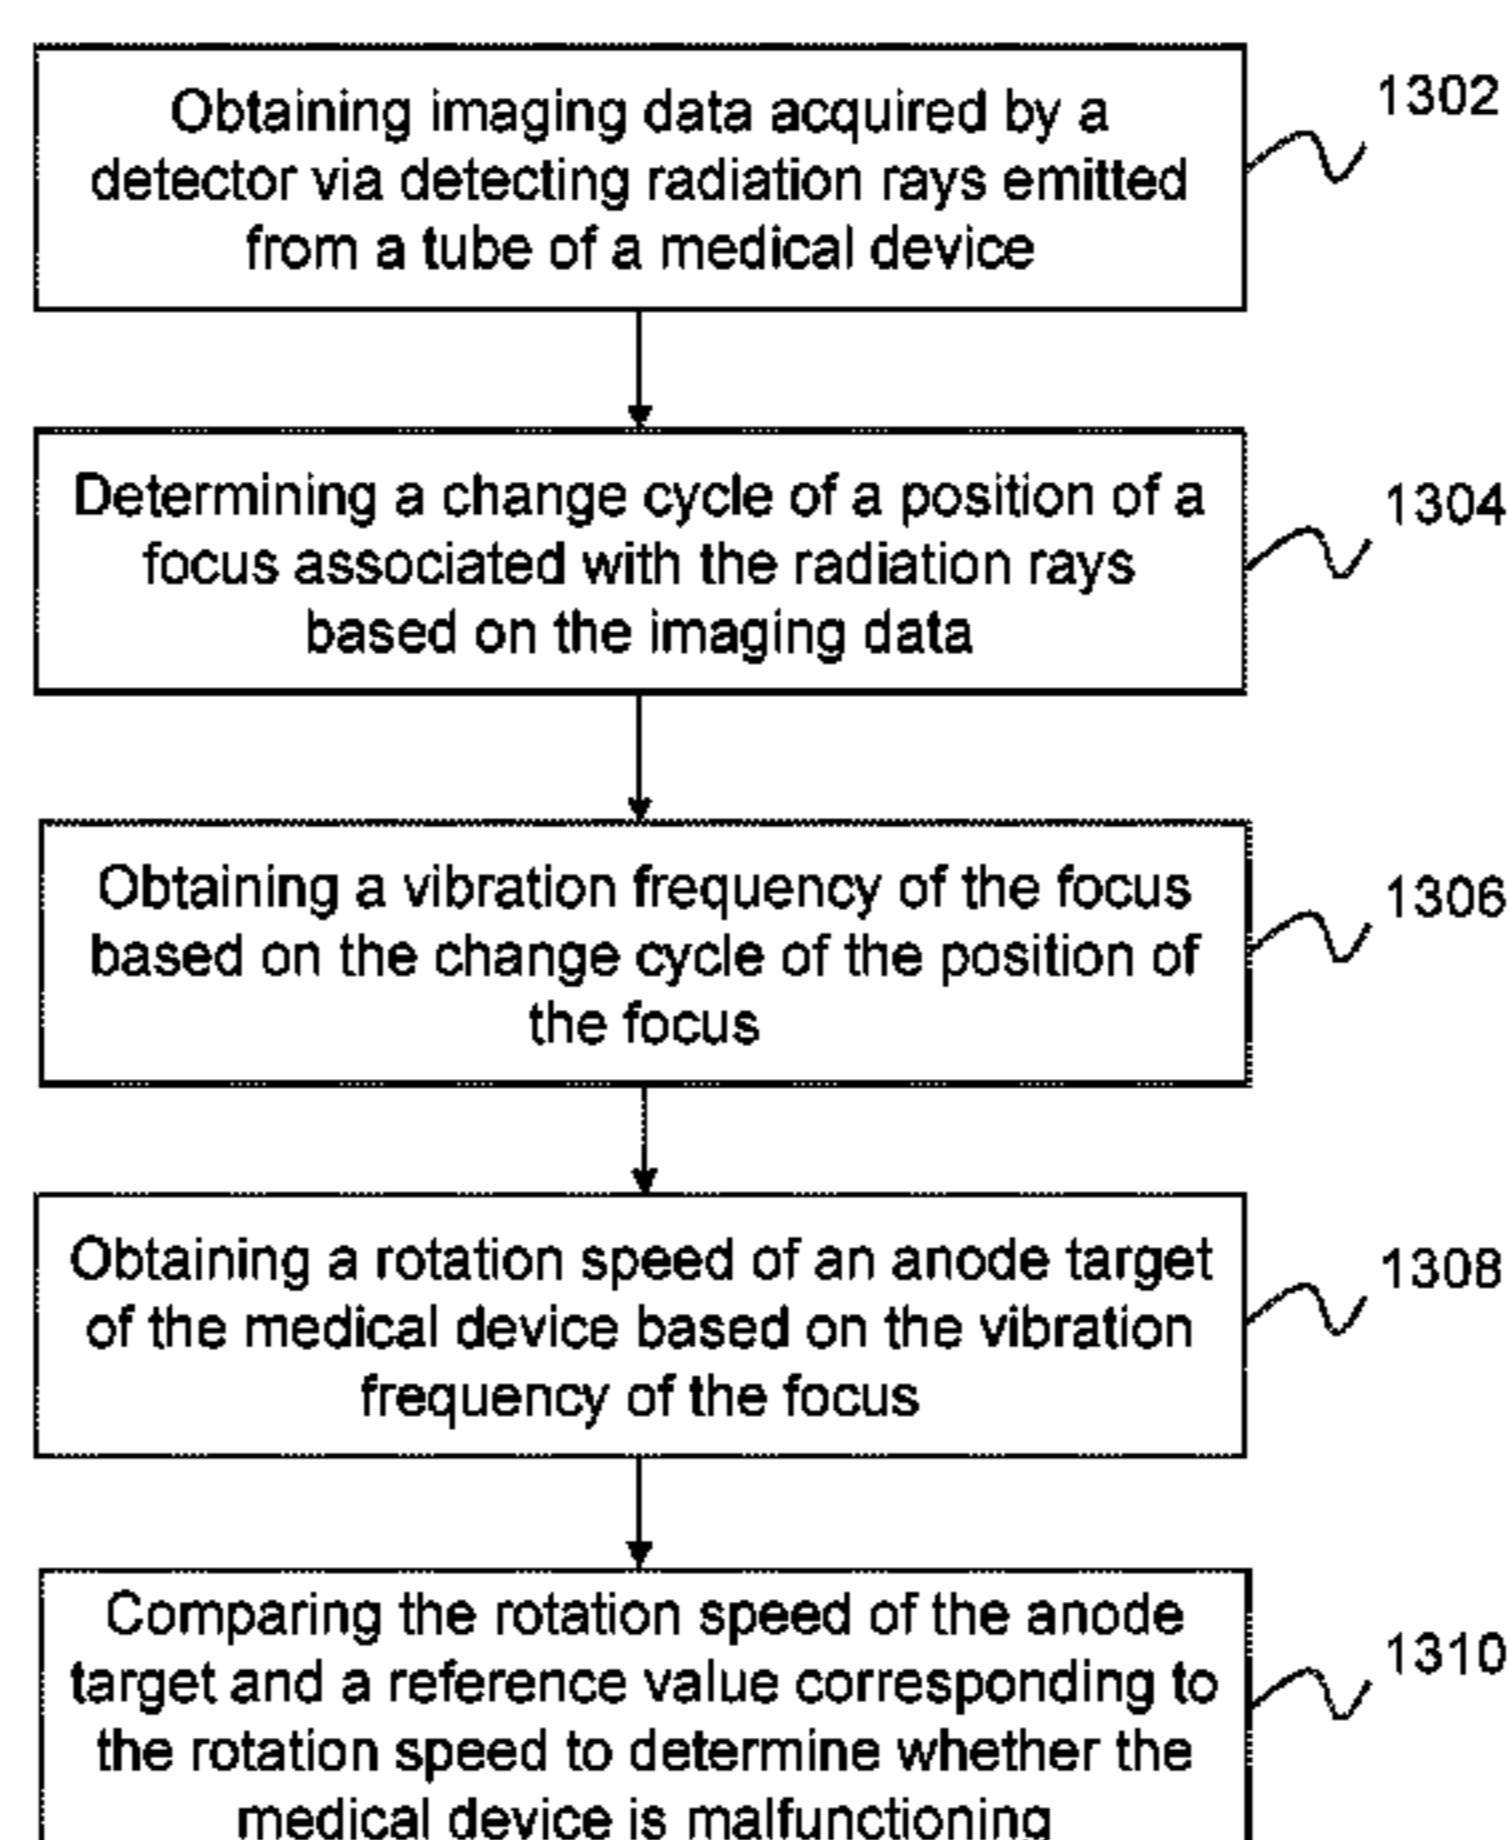 Obtaining imaging data acquired by a
detector via detecting radiation rays emitted
from a tube of a medical device
1302
Determining a change cycle of a position of a
focus associated with the radiation rays
based on the imaging data
1304
Obtaining a vibration frequency of the focus
based on the change cycle of the position of
the focus
1306
Obtaining a rotation speed of an anode target
of the medical device based on the vibration
frequency of the focus
1308
Comparing the rotation speed of the anode
target and a reference value corresponding to
the rotation speed to determine whether the
medical device is malfunctioning
1310